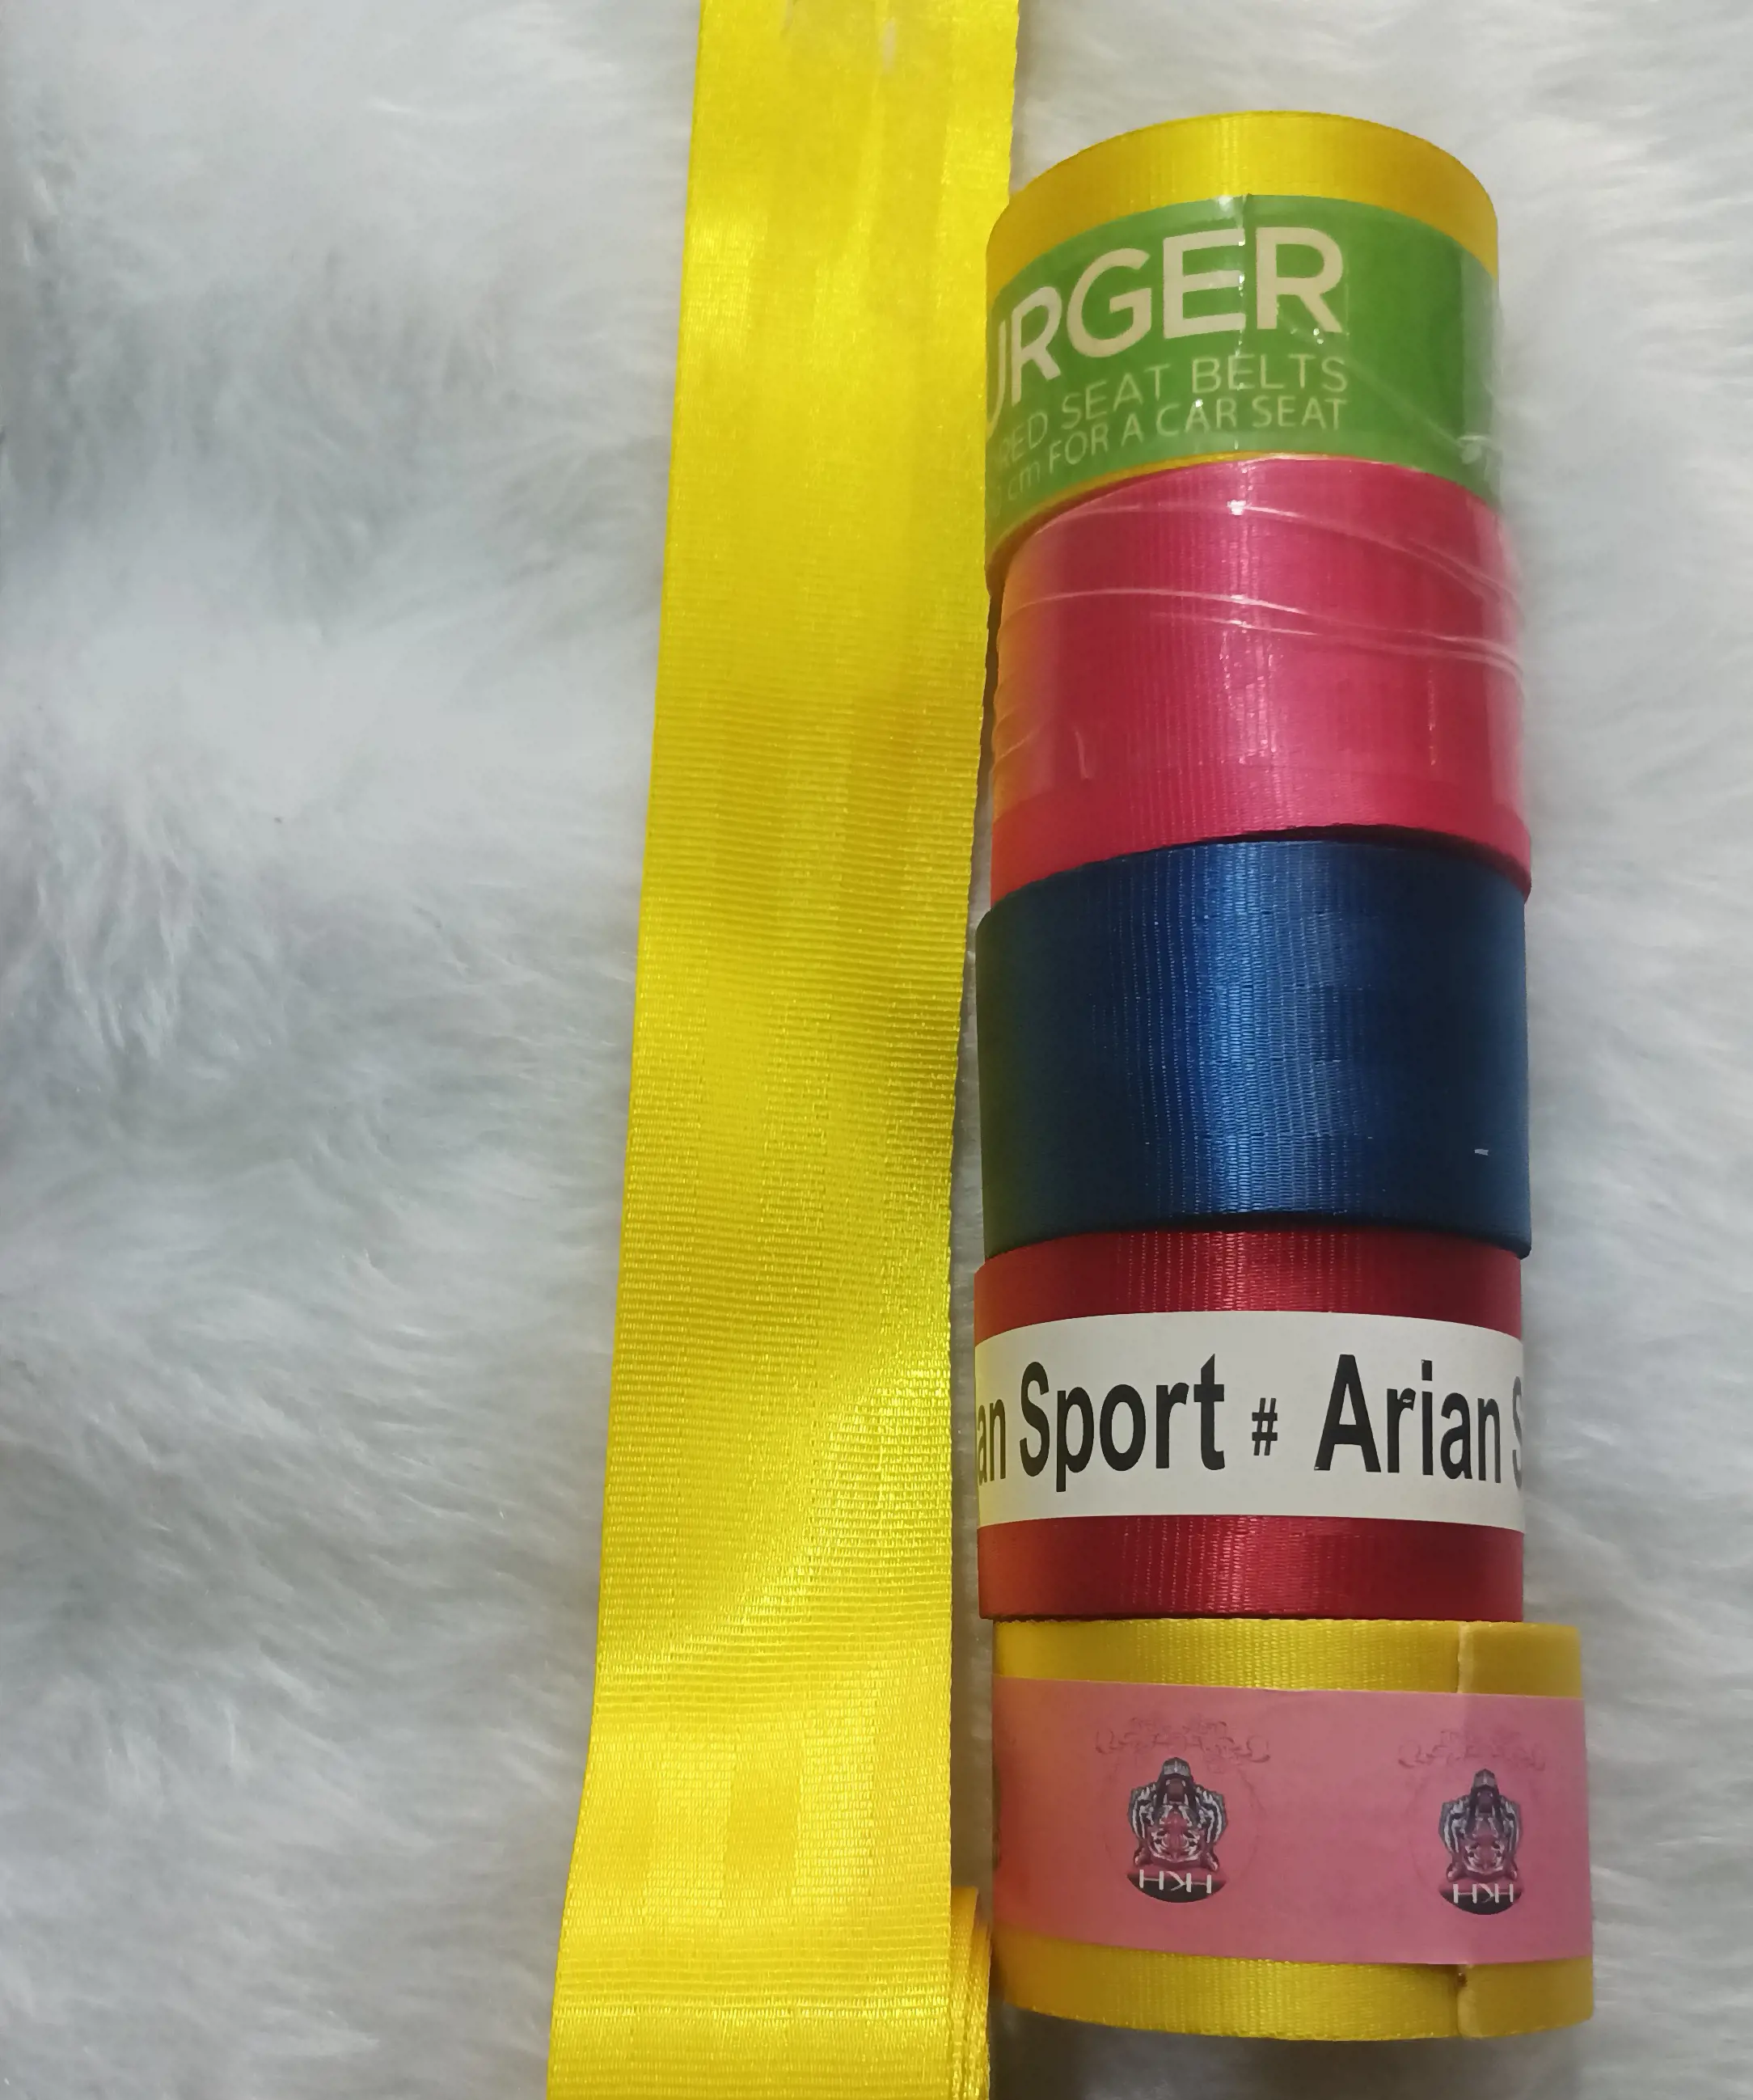 URGER
RED SEAT BELTS
cm FOR A CAR SEAT
an Sport # Arian S
HKH
HKH